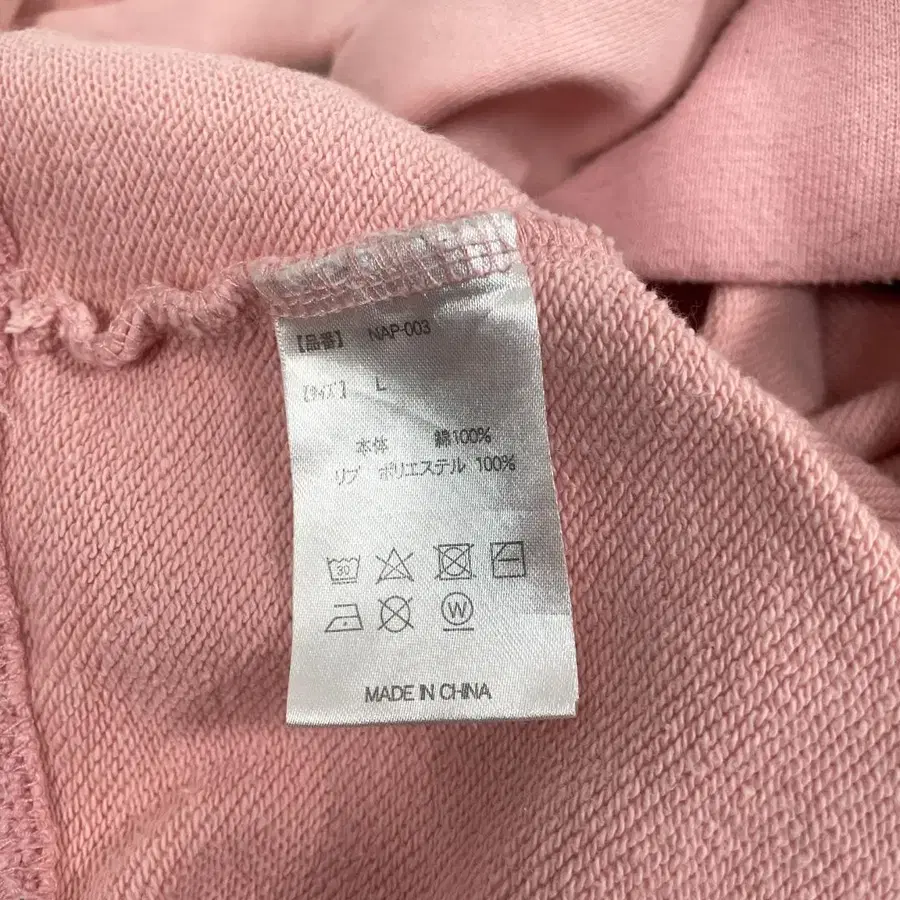 【品番】 NAP-003
【サイズ】 L
本体 綿100%
リブ ポリエステル 100%
30
W
MADE IN CHINA